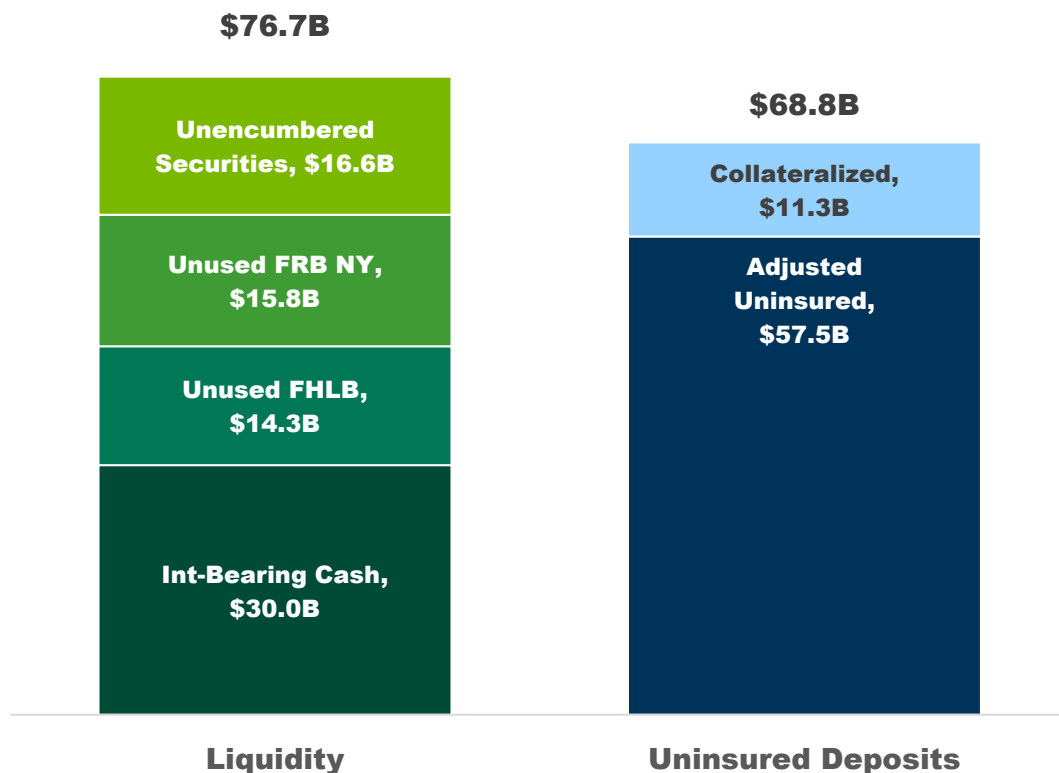 $76.7B
Unencumbered
Securities, $16.6B
Unused FRB NY,
$15.8B
Unused FHLB,
$14.3B
Int-Bearing Cash,
$30.0B
Liquidity
$68.8B
Collateralized,
$11.3B
Adjusted
Uninsured,
$57.5B
Uninsured Deposits